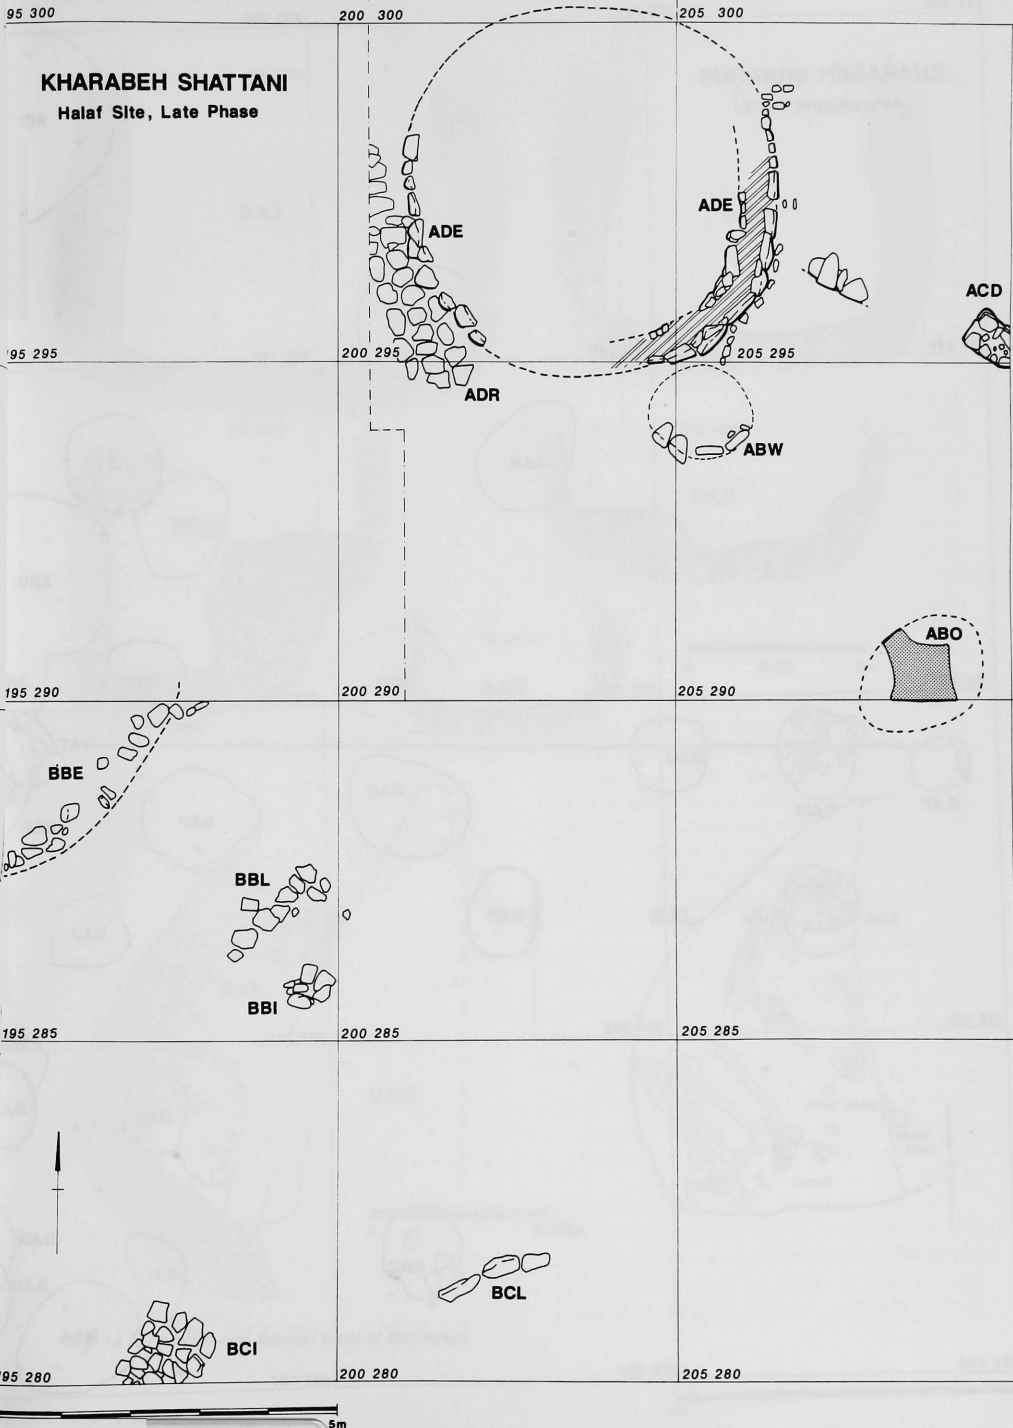 95 300
200 300
205 300
KHARABEH SHATTANI
Halaf Site, Late Phase
ADE
ADE
ACD
95 295
200 295
205 295
ADR
ABW
ABO
195 290
200 290
205 290
BBE
BBL
BBI
195 285
200 285
205 285
BCL
BCI
95 280
200 280
205 280
5m